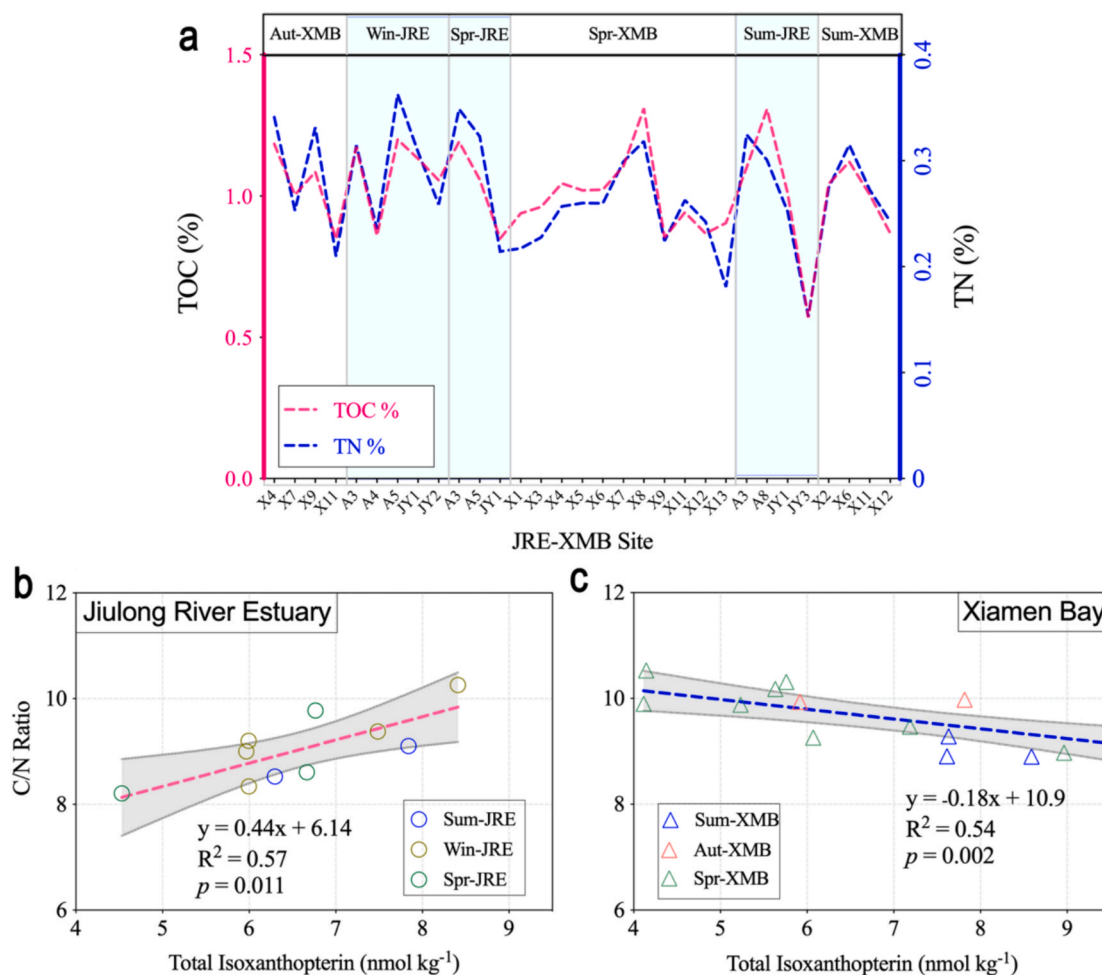 a
Aut-XMB Win-JRE Spr-JRE Spr-XMB Sum-JRE Sum-XMB
1.5
1.0
0.5
0.0
TOC (%)
0.4
0.3
0.2
0.1
0
TN (%)
TOC %
TN %
X4 X7 X9 X11 A3 A4 A5 JY1 JY2 A3 A5 JY1 X1 X3 X4 X5 X6 X7 X8 X9 X11 X12 X13 A3 A8 JY1 JY3 X2 X6 X11 X12
JRE-XMB Site
b
Jiulong River Estuary
12
10
8
6
C/N Ratio
y = 0.44x + 6.14
R² = 0.57
p = 0.011
Sum-JRE
Win-JRE
Spr-JRE
4 5 6 7 8 9
Total Isoxanthopterin (nmol kg⁻¹)
c
Xiamen Bay
12
10
8
6
y = -0.18x + 10.9
R² = 0.54
p = 0.002
Sum-XMB
Aut-XMB
Spr-XMB
4 5 6 7 8 9
Total Isoxanthopterin (nmol kg⁻¹)